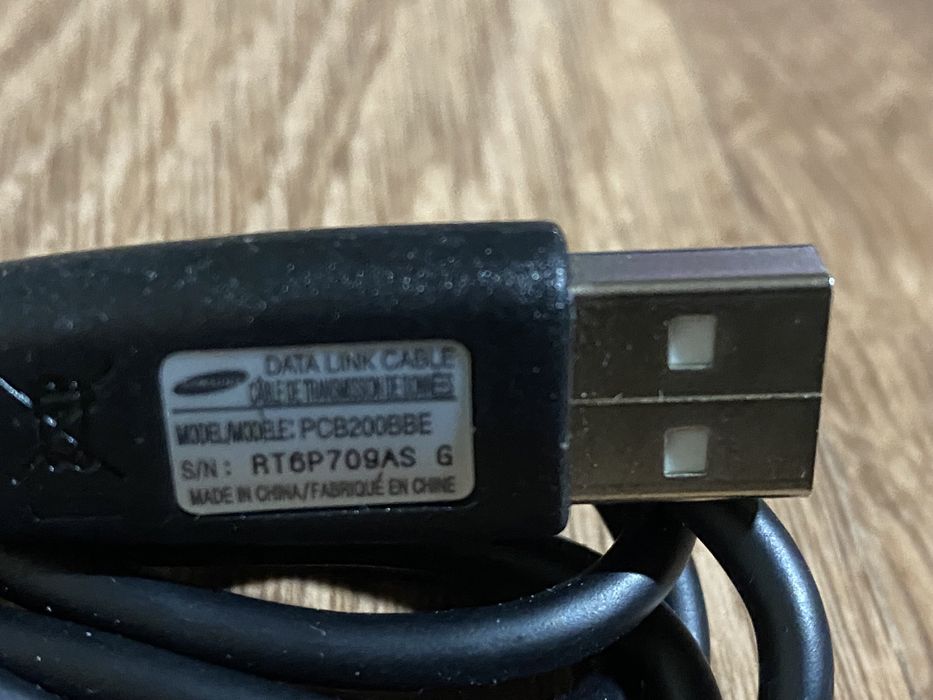 SAMSUNG
DATA LINK CABLE
CÂBLE DE TRANSMISSION DE DONNÉES
MODEL/MODÈLE: PCB200BBE
S/N: RT6P709AS G
MADE IN CHINA/FABRIQUÉ EN CHINE